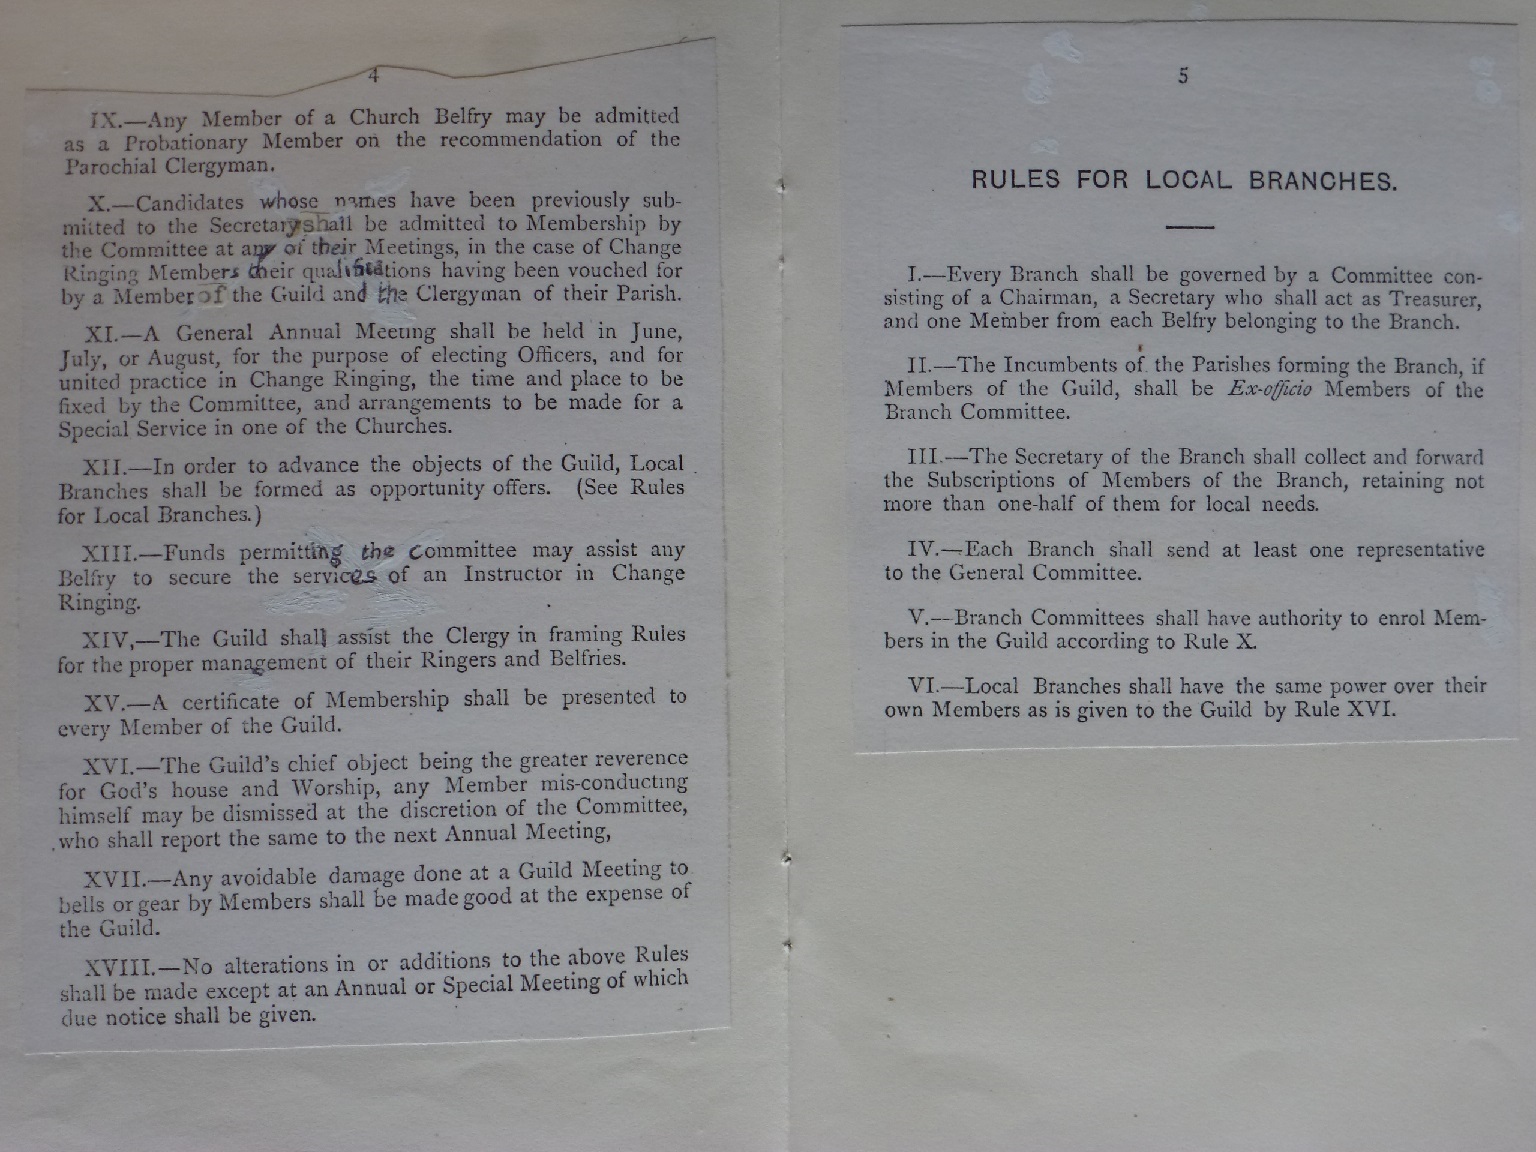 4
IX.—Any Member of a Church Belfry may be admitted
as a Probationary Member on the recommendation of the
Parochial Clergyman.
X.—Candidates whose names have been previously sub-
mitted to the Secretary shall be admitted to Membership by
the Committee at any of their Meetings, in the case of Change
Ringing Members their qualifications having been vouched for
by a Member of the Guild and the Clergyman of their Parish.
XI.—A General Annual Meeting shall be held in June,
July, or August, for the purpose of electing Officers, and for
united practice in Change Ringing, the time and place to be
fixed by the Committee, and arrangements to be made for a
Special Service in one of the Churches.
XII.—In order to advance the objects of the Guild, Local
Branches shall be formed as opportunity offers. (See Rules
for Local Branches.)
XIII.—Funds permitting the Committee may assist any
Belfry to secure the services of an Instructor in Change
Ringing.
XIV,—The Guild shall assist the Clergy in framing Rules
for the proper management of their Ringers and Belfries.
XV.—A certificate of Membership shall be presented to
every Member of the Guild.
XVI.—The Guild's chief object being the greater reverence
for God's house and Worship, any Member mis-conducting
himself may be dismissed at the discretion of the Committee,
who shall report the same to the next Annual Meeting,
XVII.—Any avoidable damage done at a Guild Meeting to
bells or gear by Members shall be made good at the expense of
the Guild.
XVIII.—No alterations in or additions to the above Rules
shall be made except at an Annual or Special Meeting of which
due notice shall be given.
5
RULES FOR LOCAL BRANCHES.
I.—Every Branch shall be governed by a Committee con-
sisting of a Chairman, a Secretary who shall act as Treasurer,
and one Member from each Belfry belonging to the Branch.
II.—The Incumbents of the Parishes forming the Branch, if
Members of the Guild, shall be Ex-officio Members of the
Branch Committee.
III.—The Secretary of the Branch shall collect and forward
the Subscriptions of Members of the Branch, retaining not
more than one-half of them for local needs.
IV.—Each Branch shall send at least one representative
to the General Committee.
V.—Branch Committees shall have authority to enrol Mem-
bers in the Guild according to Rule X.
VI.—Local Branches shall have the same power over their
own Members as is given to the Guild by Rule XVI.